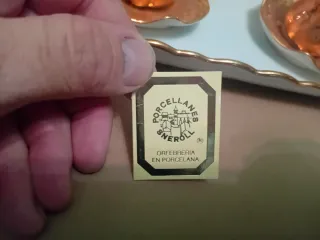 PORCELLANES
SNEROLL
ORFEBRERIA
EN PORCELANA